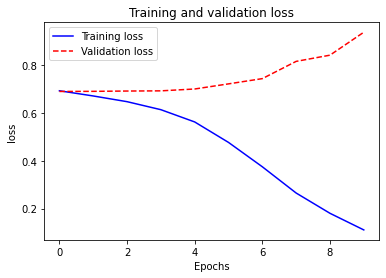 Training and validation loss
Training loss
Validation loss
0.8
0.6
0.4
0.2
loss
0 2 4 6 8
Epochs